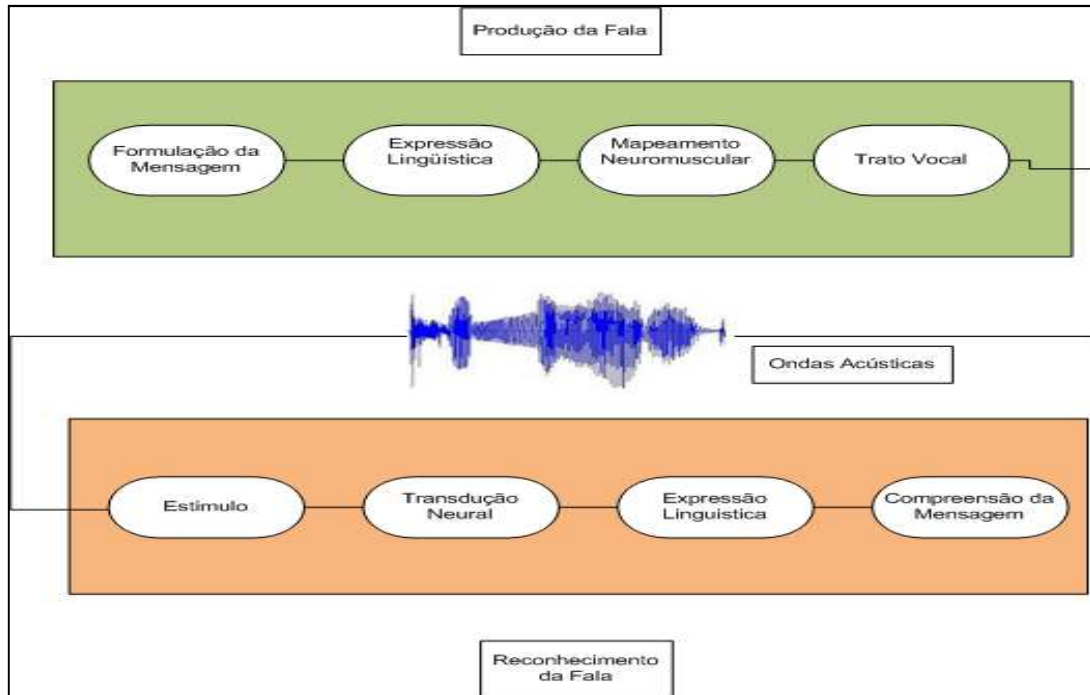 Produção da Fala
Formulação da
Mensagem
Expressão
Lingüística
Mapeamento
Neuromuscular
Trato Vocal
Ondas Acústicas
Estimulo
Transdução
Neural
Expressão
Linguistica
Compreensão da
Mensagem
Reconhecimento
da Fala